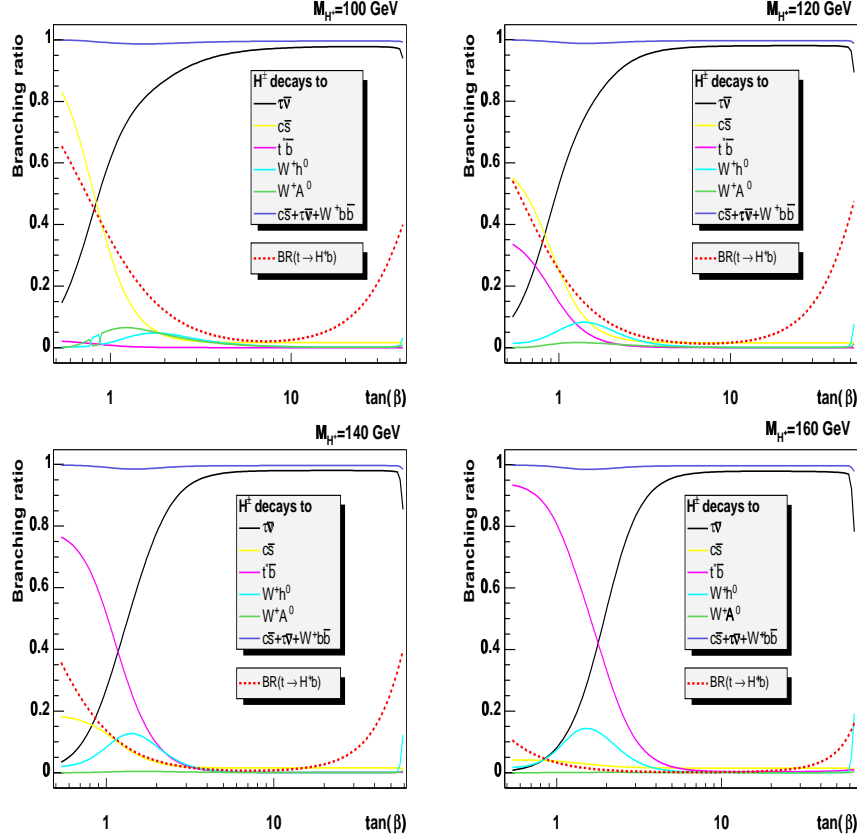 M_H⁺=100 GeV
Branching ratio
1
0.8
0.6
0.4
0.2
0
H± decays to
τν̅
cs̅
t*b̅
W⁺h⁰
W⁺A⁰
cs̅+τν̅+W⁺bb̅
BR(t→H⁺b)
1
10
tan(β)
M_H⁺=120 GeV
Branching ratio
1
0.8
0.6
0.4
0.2
0
H± decays to
τν̅
cs̅
t*b̅
W⁺h⁰
W⁺A⁰
cs̅+τν̅+W⁺bb̅
BR(t→H⁺b)
1
10
tan(β)
M_H⁺=140 GeV
Branching ratio
1
0.8
0.6
0.4
0.2
0
H± decays to
τν̅
cs̅
t*b̅
W⁺h⁰
W⁺A⁰
cs̅+τν̅+W⁺bb̅
BR(t→H⁺b)
1
10
tan(β)
M_H⁺=160 GeV
Branching ratio
1
0.8
0.6
0.4
0.2
0
H± decays to
τν̅
cs̅
t*b̅
W⁺h⁰
W⁺A⁰
cs̅+τν̅+W⁺bb̅
BR(t→H⁺b)
1
10
tan(β)